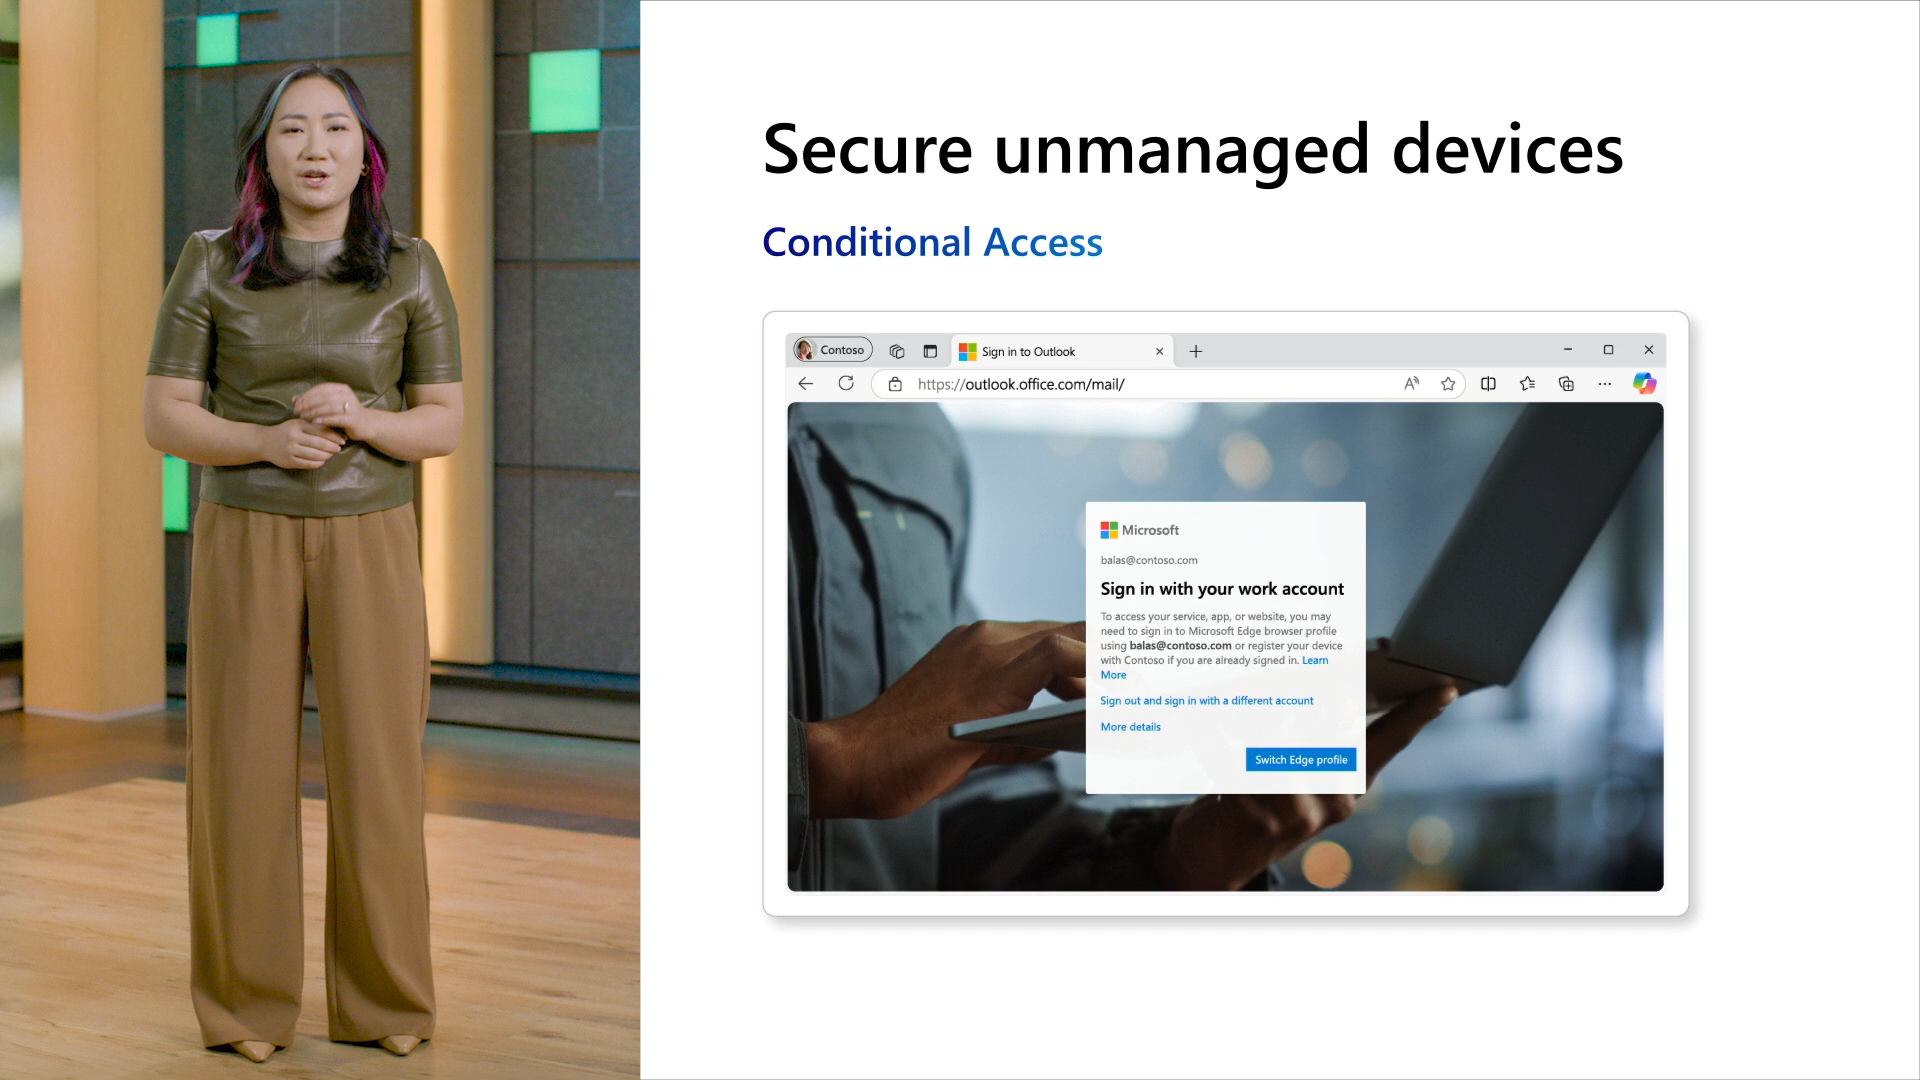 Secure unmanaged devices
Conditional Access
Contoso
Sign in to Outlook
https://outlook.office.com/mail/
Microsoft
balas@contoso.com
Sign in with your work account
To access your service, app, or website, you may
need to sign in to Microsoft Edge browser profile
using balas@contoso.com or register your device
with Contoso if you are already signed in. Learn
More
Sign out and sign in with a different account
More details
Switch Edge profile